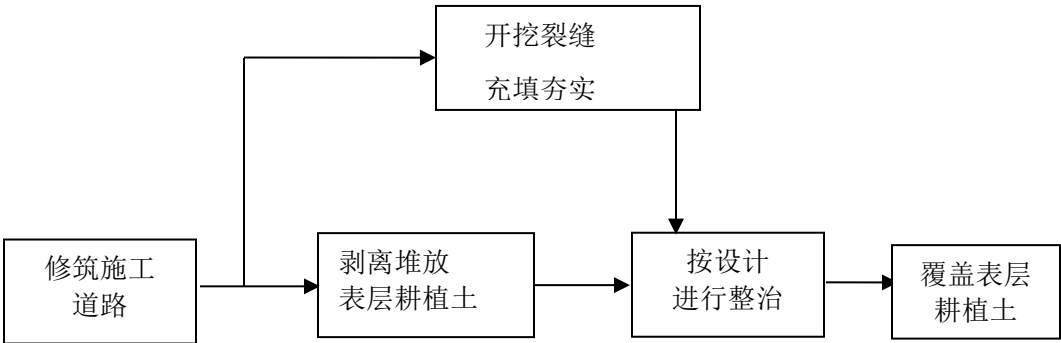 开挖裂缝
充填夯实
修筑施工
道路
剥离堆放
表层耕植土
按设计
进行整治
覆盖表层
耕植土